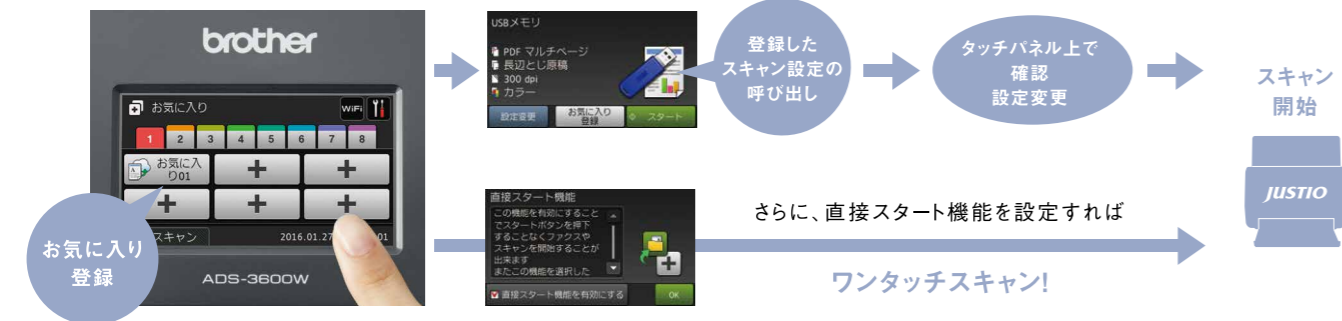 brother
お気に入り
WiFi
1 2 3 4 5 6 7 8
お気に入
り01
スキャン
2016.01.27
01
ADS-3600W
お気に入り
登録
USBメモリ
PDF マルチページ
長辺とじ原稿
300 dpi
カラー
設定変更
お気に入り
登録
スタート
登録した
スキャン設定の
呼び出し
タッチパネル上で
確認
設定変更
スキャン
開始
JUSTIO
直接スタート機能
この機能を有効にすること
でスタートボタンを押下
することなくファクスや
スキャンを開始することが
出来ます
またこの機能を選択した
直接スタート機能を有効にする
OK
さらに、直接スタート機能を設定すれば
ワンタッチスキャン!